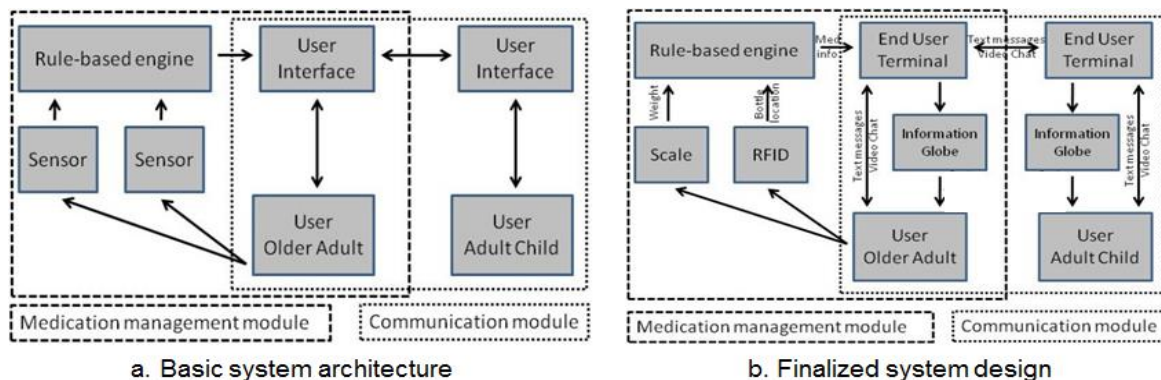 Rule-based engine
User
Interface
User
Interface
Sensor
Sensor
User
Older Adult
User
Adult Child
Medication management module
Communication module
a. Basic system architecture
Rule-based engine
Med
info.
End User
Terminal
Text messages
Video Chat
End User
Terminal
Weight
Bottle
location
Scale
RFID
Text messages
Video Chat
Information
Globe
Information
Globe
Text messages
Video Chat
User
Older Adult
User
Adult Child
Medication management module
Communication module
b. Finalized system design